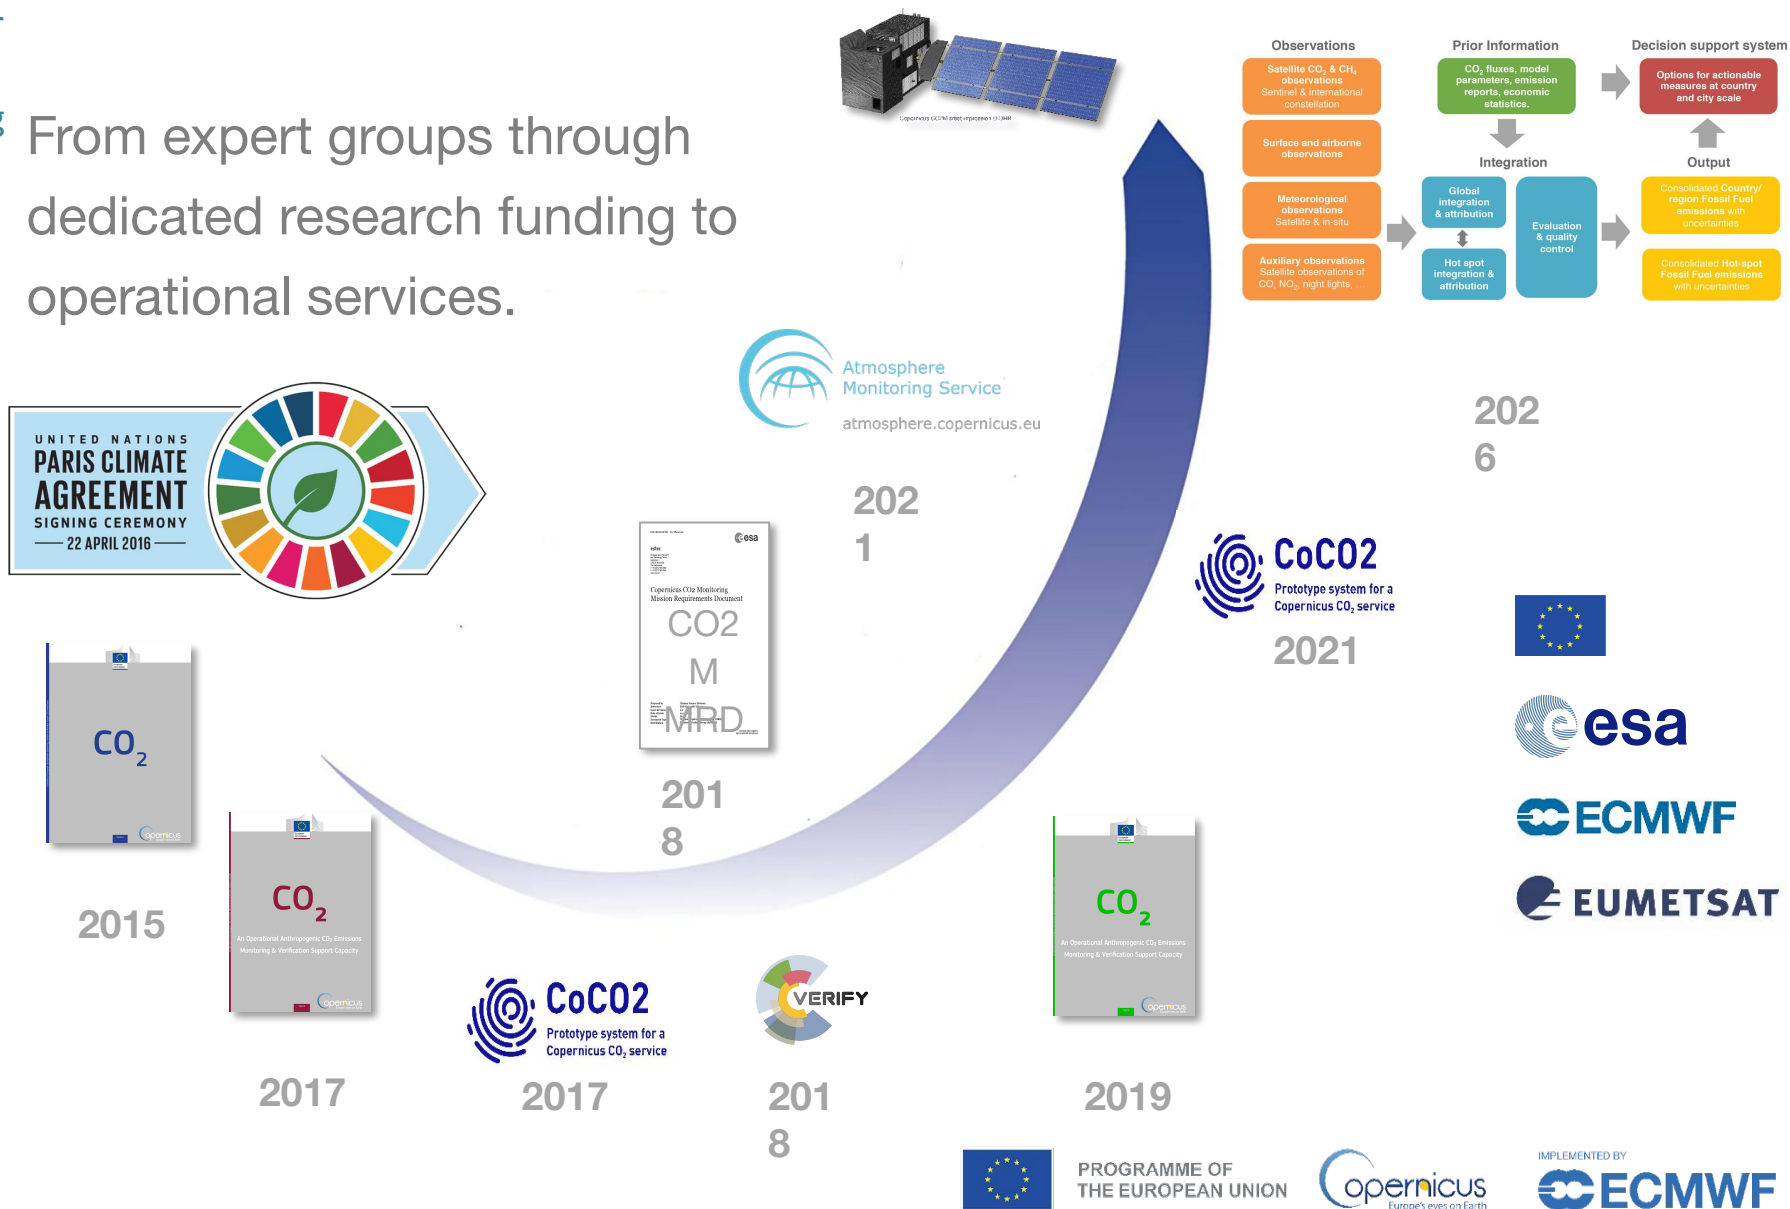 From expert groups through
dedicated research funding to
operational services.
Observations
Satellite CO₂ & CH₄
observations
Sentinel & international
constellation
Surface and airborne
observations
Meteorological
observations
Satellite & in-situ
Auxiliary observations
Satellite observations of
CO, NO₂, night lights, …
Prior Information
CO₂ fluxes, model
parameters, emission
reports, economic
statistics.
Integration
Global
integration
& attribution
Hot spot
integration &
attribution
Evaluation
& quality
control
Decision support system
Options for actionable
measures at country
and city scale
Output
Consolidated Country/
region Fossil Fuel
emissions with
uncertainties
Consolidated Hot-spot
Fossil Fuel emissions
with uncertainties
202
6
Atmosphere
Monitoring Service
atmosphere.copernicus.eu
202
1
UNITED NATIONS
PARIS CLIMATE
AGREEMENT
SIGNING CEREMONY
22 APRIL 2016
esa
Copernicus CO2 Monitoring
Mission Requirements Document
CO2
M
MRD
201
8
CoCO2
Prototype system for a
Copernicus CO₂ service
2021
CO₂
opernicus
2015
CO₂
An Operational Anthropogenic CO₂ Emissions
Monitoring & Verification Support Capacity
opernicus
2017
CoCO2
Prototype system for a
Copernicus CO₂ service
2017
VERIFY
201
8
CO₂
An Operational Anthropogenic CO₂ Emissions
Monitoring & Verification Support Capacity
opernicus
2019
esa
ECMWF
EUMETSAT
PROGRAMME OF
THE EUROPEAN UNION
opernicus
Europe's eyes on Earth
IMPLEMENTED BY
ECMWF